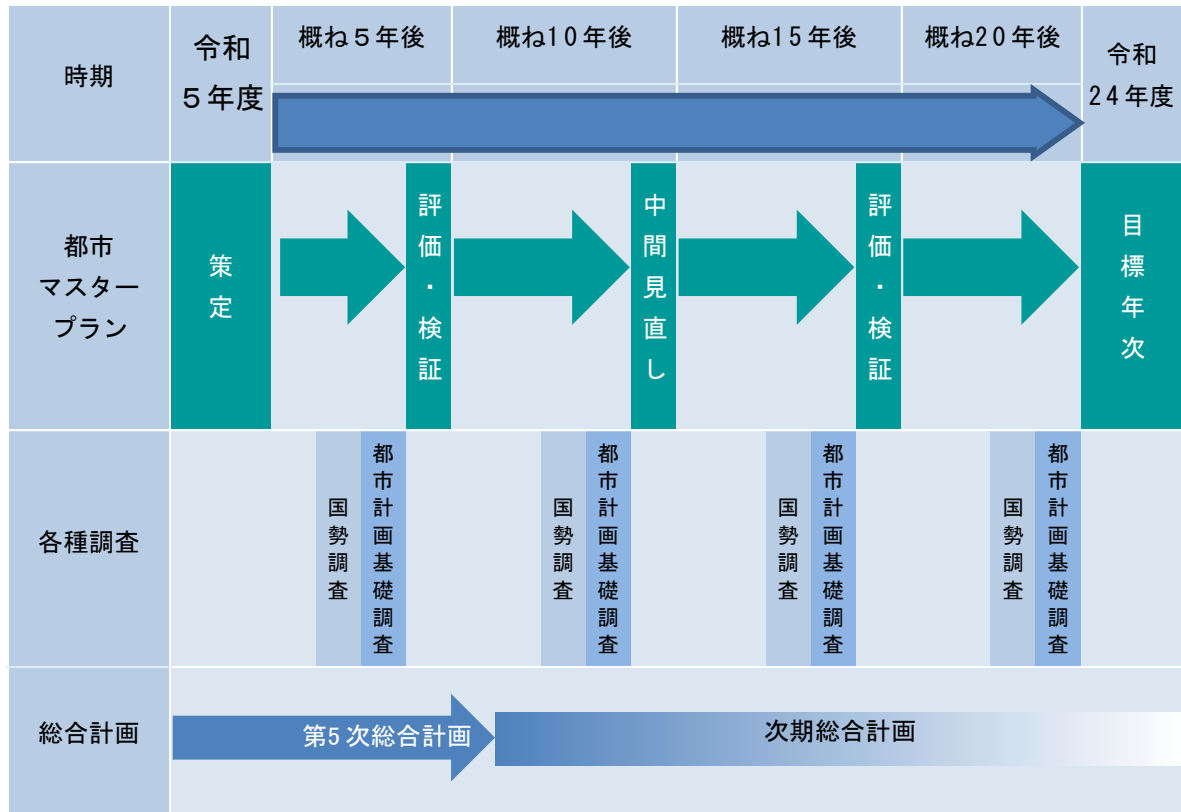 時期
令和
5年度
概ね5年後
概ね10年後
概ね15年後
概ね20年後
令和
24年度
都市
マスター
プラン
策定
評価・検証
中間見直し
評価・検証
目標年次
各種調査
国勢調査
都市計画基礎調査
国勢調査
都市計画基礎調査
国勢調査
都市計画基礎調査
国勢調査
都市計画基礎調査
総合計画
第5次総合計画
次期総合計画